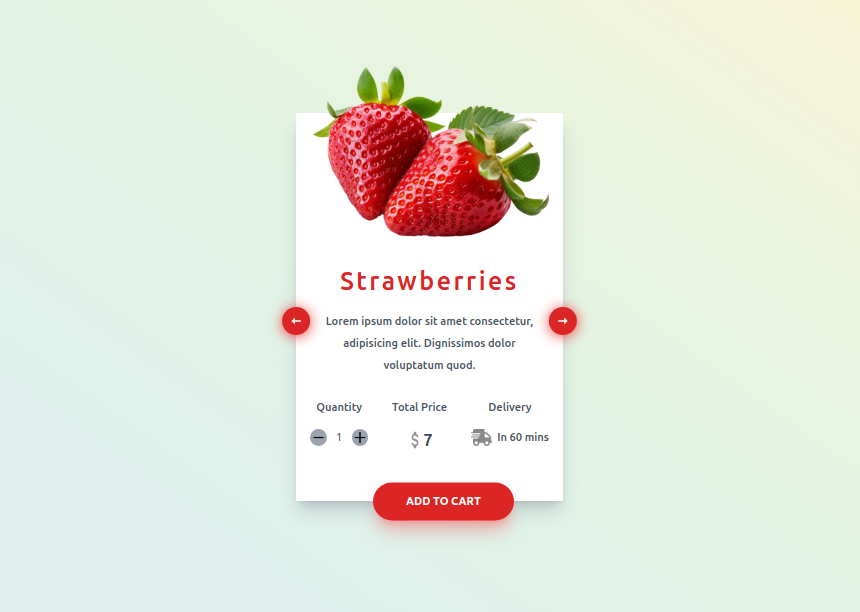 Strawberries
Lorem ipsum dolor sit amet consectetur,
adipisicing elit. Dignissimos dolor
voluptatum quod.
Quantity Total Price Delivery
1 $ 7 In 60 mins
ADD TO CART